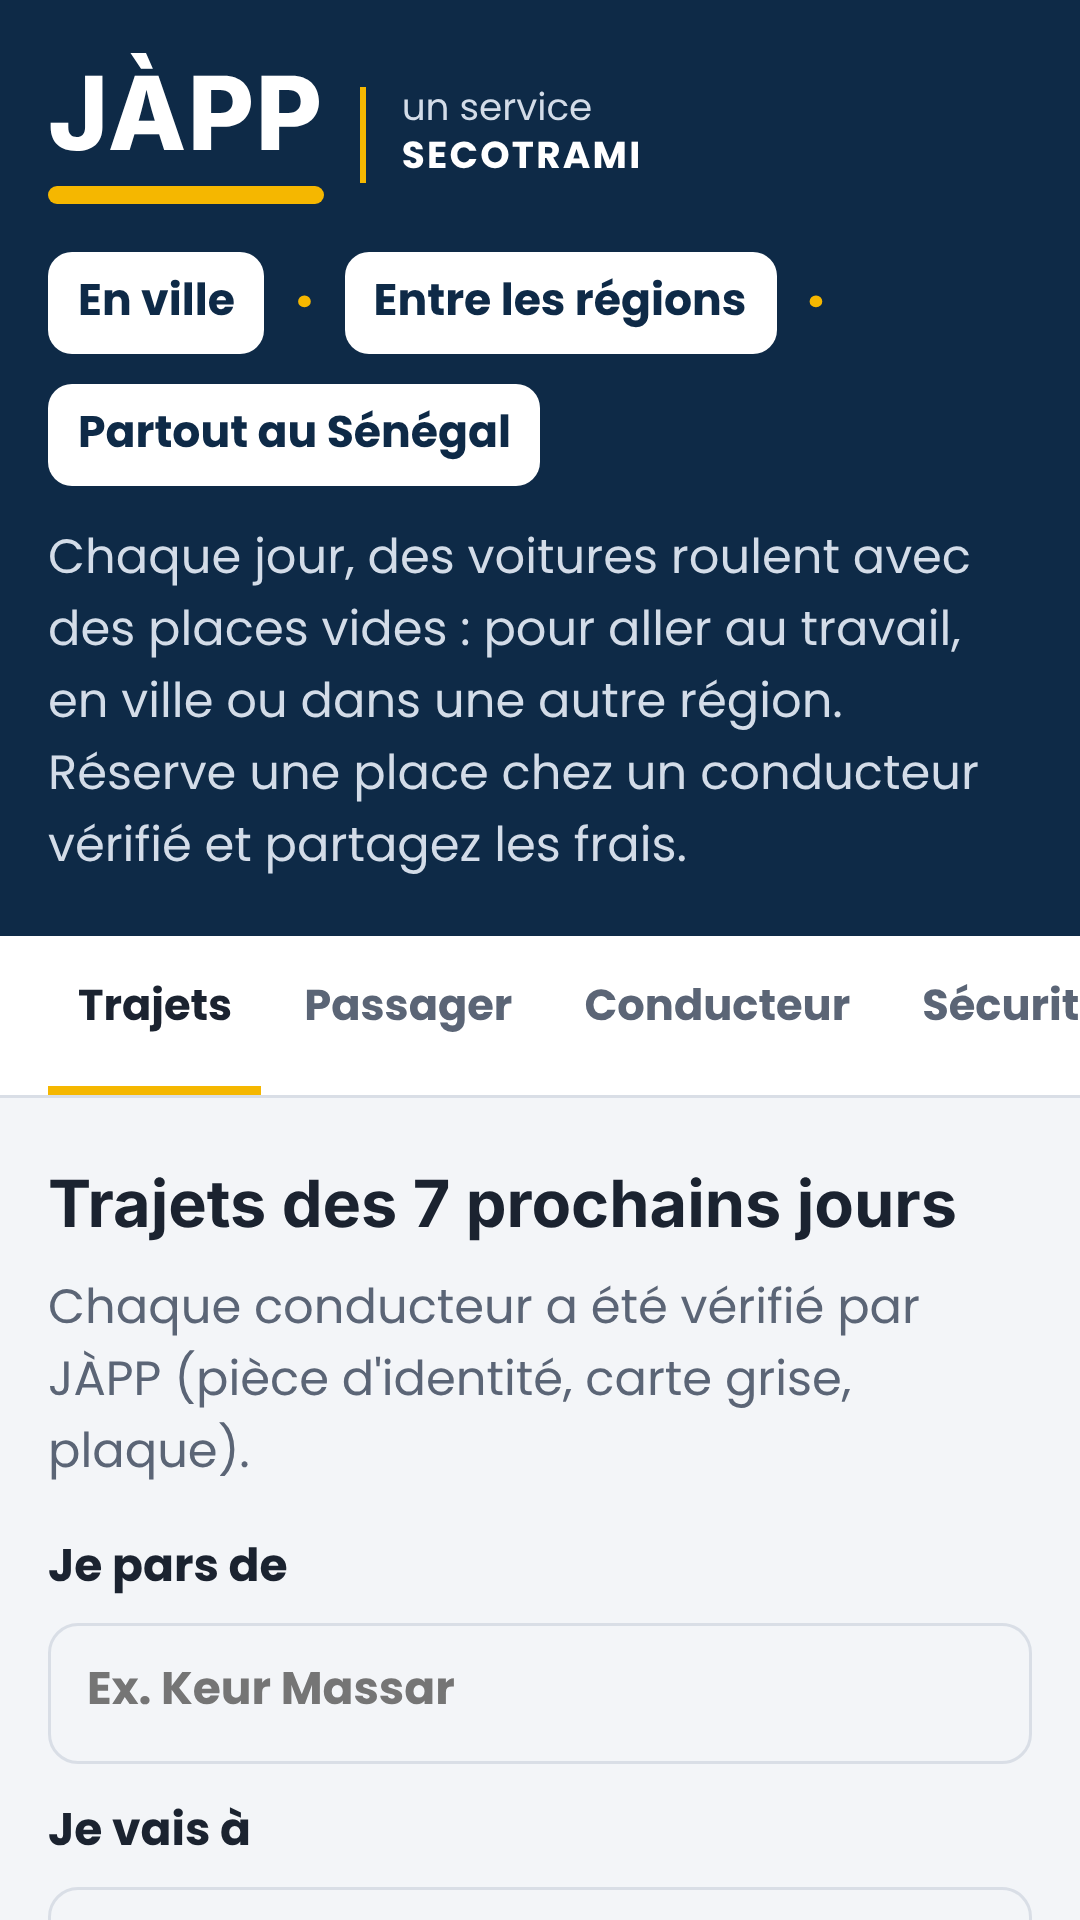 JÀPP
un service
SECOTRAMI
En ville • Entre les régions •
Partout au Sénégal
Chaque jour, des voitures roulent avec
des places vides : pour aller au travail,
en ville ou dans une autre région.
Réserve une place chez un conducteur
vérifié et partagez les frais.
Trajets Passager Conducteur Sécurit
Trajets des 7 prochains jours
Chaque conducteur a été vérifié par
JÀPP (pièce d'identité, carte grise,
plaque).
Je pars de
Ex. Keur Massar
Je vais à